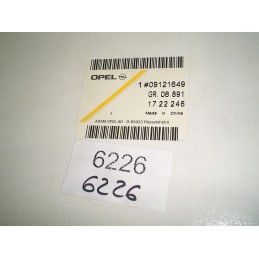 OPEL
1 #09121649
GR. 08 891
17 22 246
MADE IN CHINA
ADAM OPEL AG · D-65423 Rüsselsheim
6226
6226